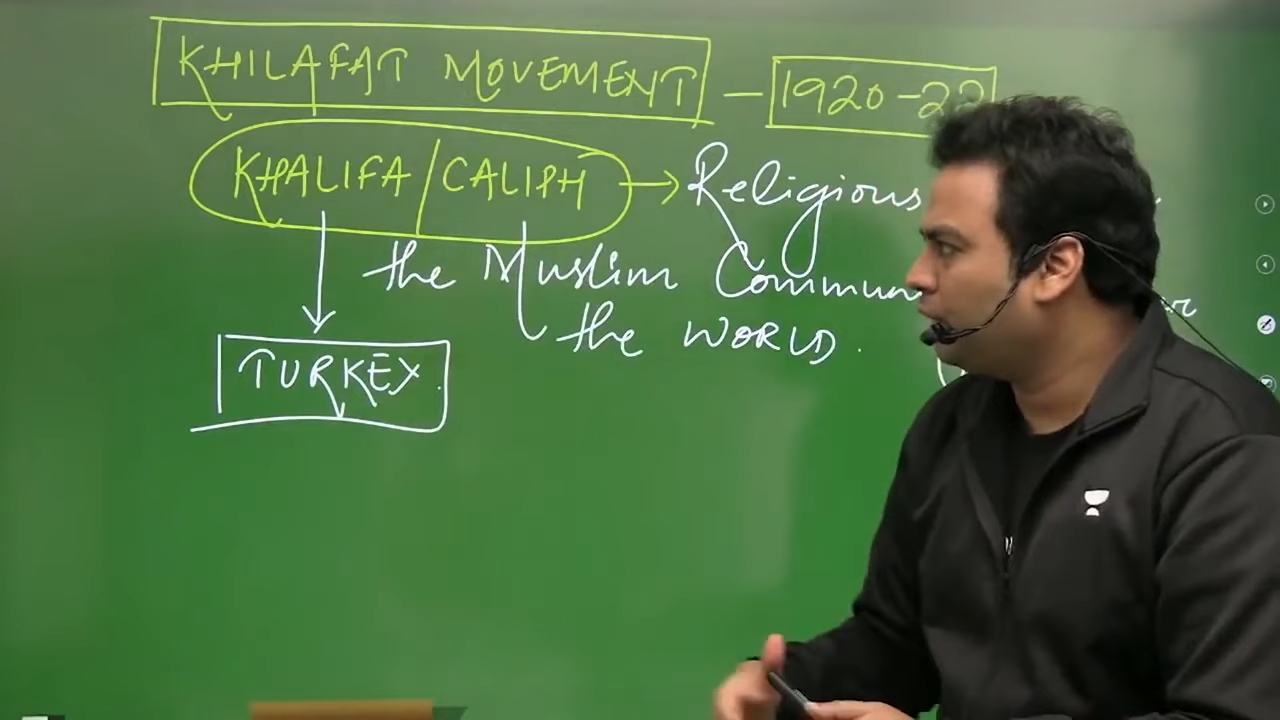 KHILAFAT MOVEMENT — 1920-22
KHALIFA / CALIPH → Religious
the Muslim Commun
the WORLD.
TURKEY.